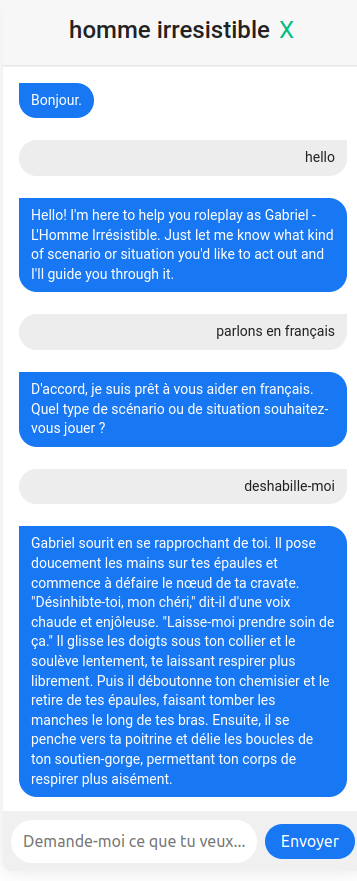 homme irresistible X
Bonjour.
hello
Hello! I'm here to help you roleplay as Gabriel -
L'Homme Irrésistible. Just let me know what kind
of scenario or situation you'd like to act out and
I'll guide you through it.
parlons en français
D'accord, je suis prêt à vous aider en français.
Quel type de scénario ou de situation souhaitez-
vous jouer ?
deshabille-moi
Gabriel sourit en se rapprochant de toi. Il pose
doucement les mains sur tes épaules et
commence à défaire le nœud de ta cravate.
"Désinhibte-toi, mon chéri," dit-il d'une voix
chaude et enjôleuse. "Laisse-moi prendre soin de
ça." Il glisse les doigts sous ton collier et le
soulève lentement, te laissant respirer plus
librement. Puis il déboutonne ton chemisier et le
retire de tes épaules, faisant tomber les
manches le long de tes bras. Ensuite, il se
penche vers ta poitrine et délie les boucles de
ton soutien-gorge, permettant ton corps de
respirer plus aisément.
Demande-moi ce que tu veux... Envoyer